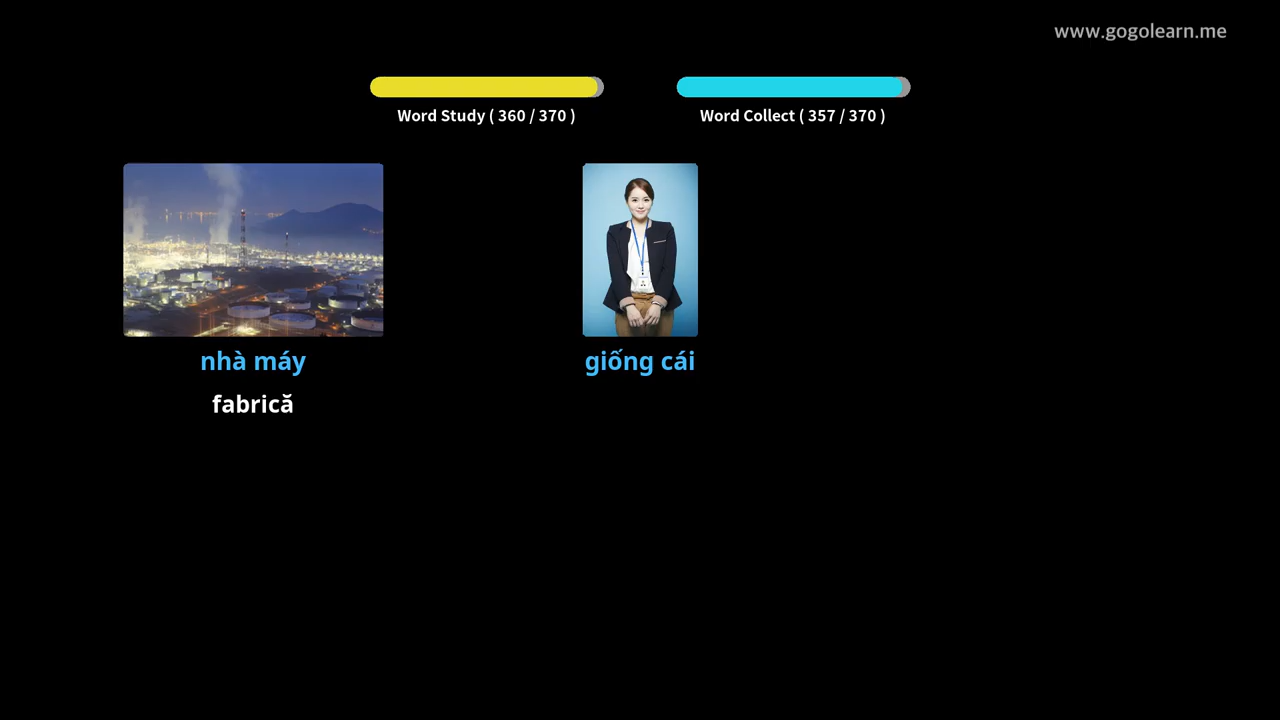 www.gogolearn.me
Word Study ( 360 / 370 )
Word Collect ( 357 / 370 )
nhà máy
fabrică
giống cái